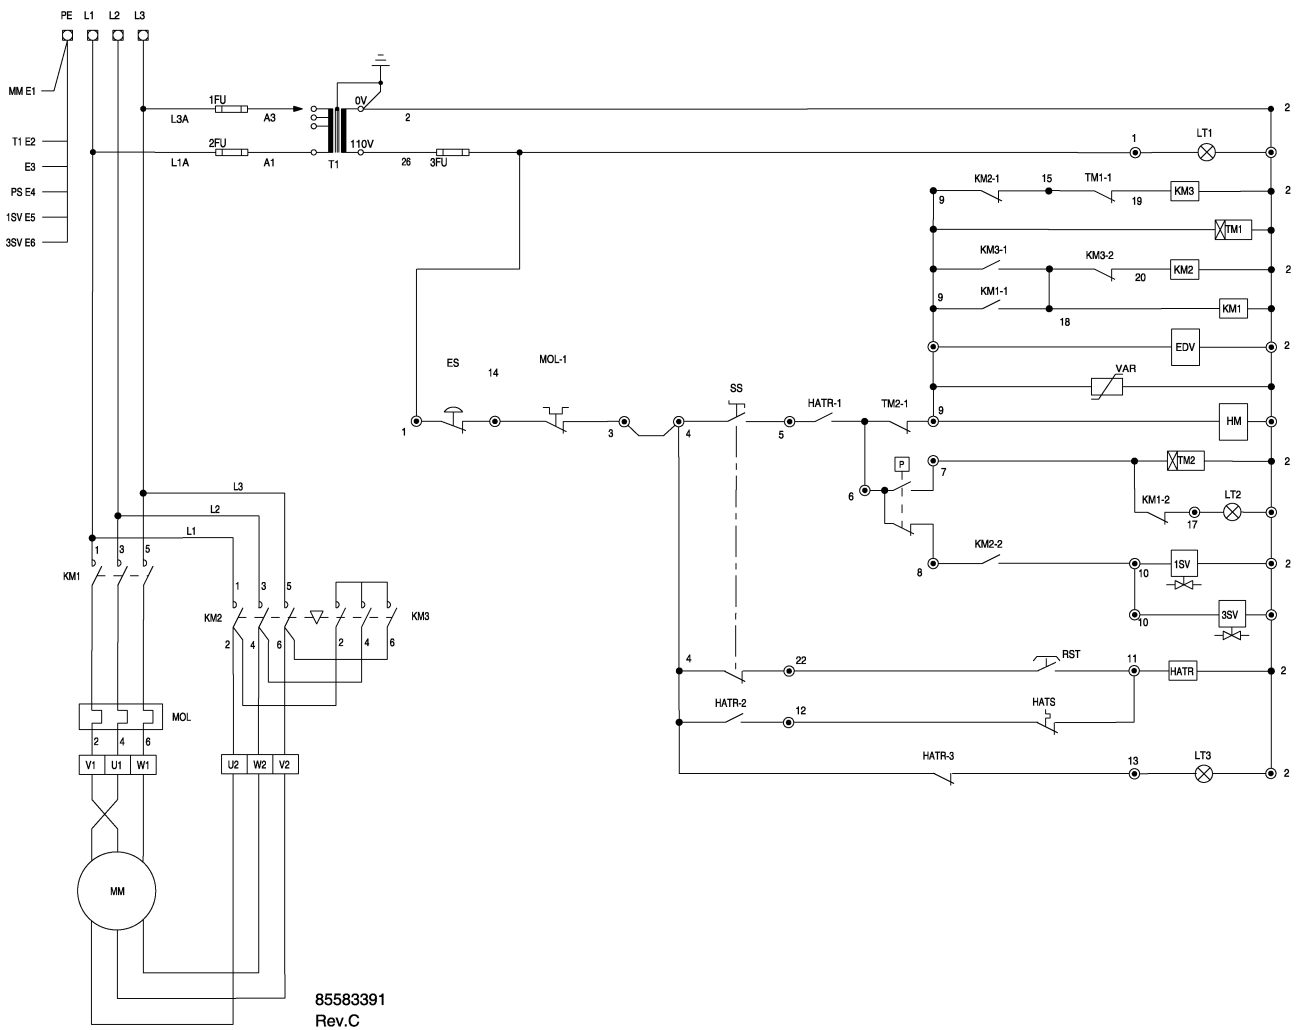 PE L1 L2 L3
MM E1
T1 E2
E3
PS E4
1SV E5
3SV E6
1FU
L3A A3
2FU
L1A A1
0V
110V
T1
2 2
26 3FU
1 LT1
KM2-1 15 TM1-1
9 19 KM3 2
TM1
KM3-1 KM3-2
20 KM2 2
9 KM1-1
18 KM1
EDV 2
VAR
ES 14 MOL-1
SS HATR-1 TM2-1 9
1 3 4 5 HM
P 7 TM2 2
6 KM1-2 LT2
17
8 KM2-2 10 1SV 2
10 3SV
4 22 RST 11
HATR 2
HATR-2 12 HATS
HATR-3 13 LT3
2
L3
L2
L1
1 3 5
KM1
1 3 5
KM2 KM3
2 4 6 2 4 6
MOL
2 4 6
V1 U1 W1 U2 W2 V2
MM
85583391
Rev.C